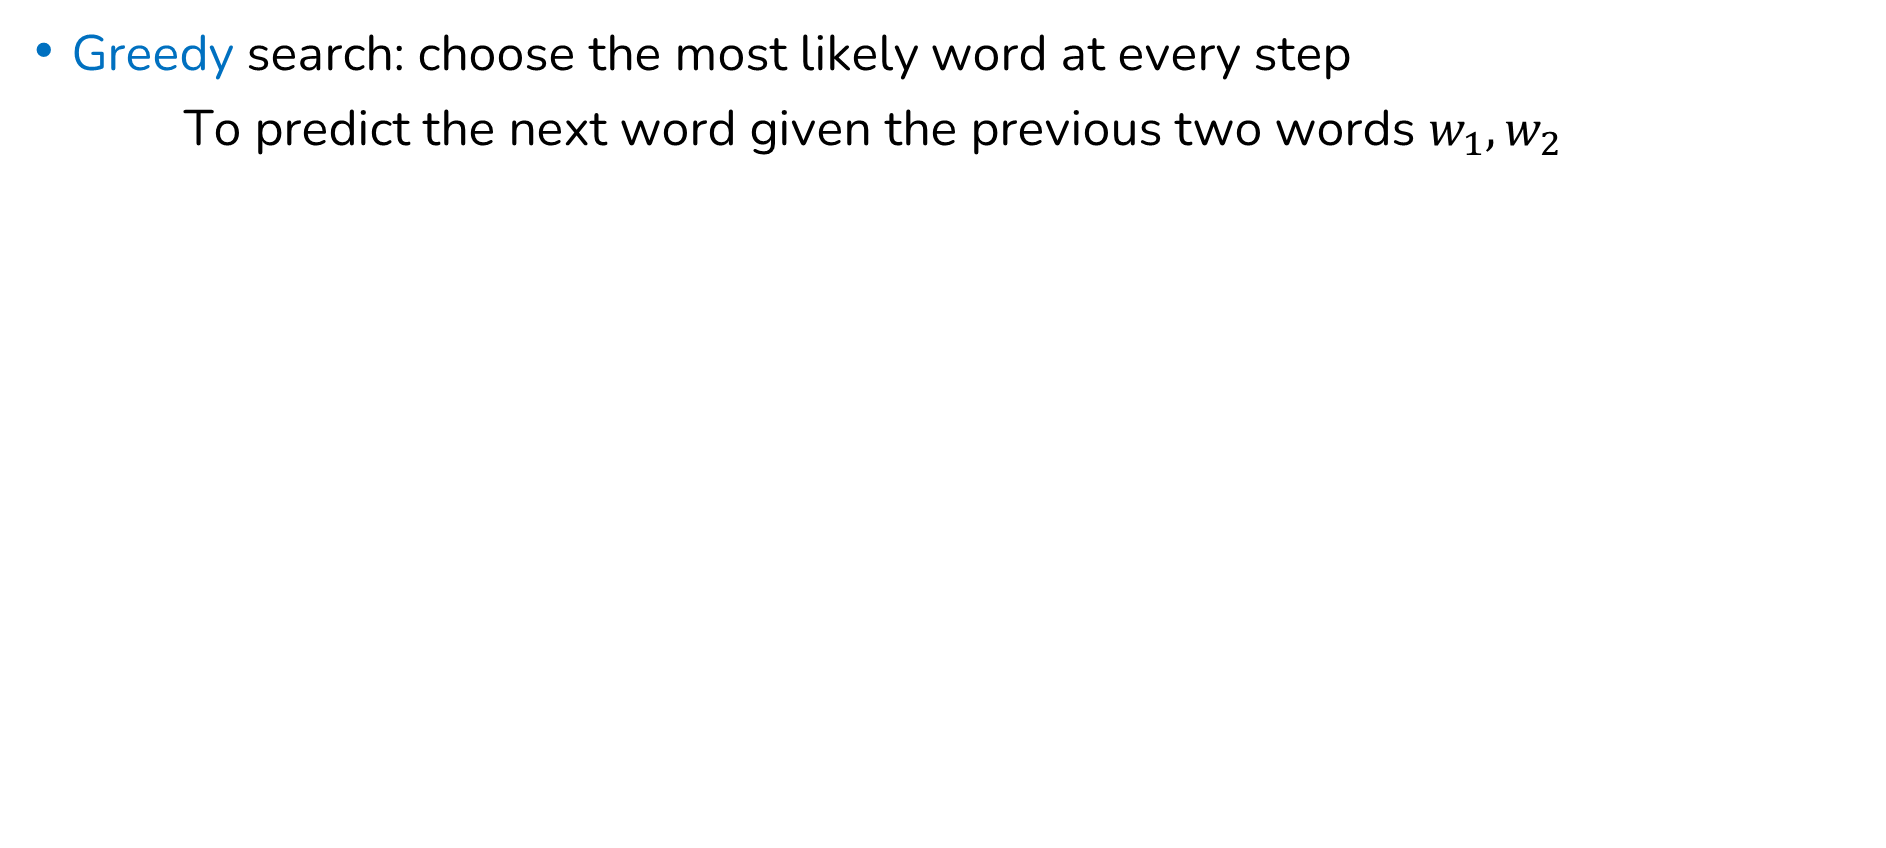 • Greedy search: choose the most likely word at every step
To predict the next word given the previous two words w₁, w₂